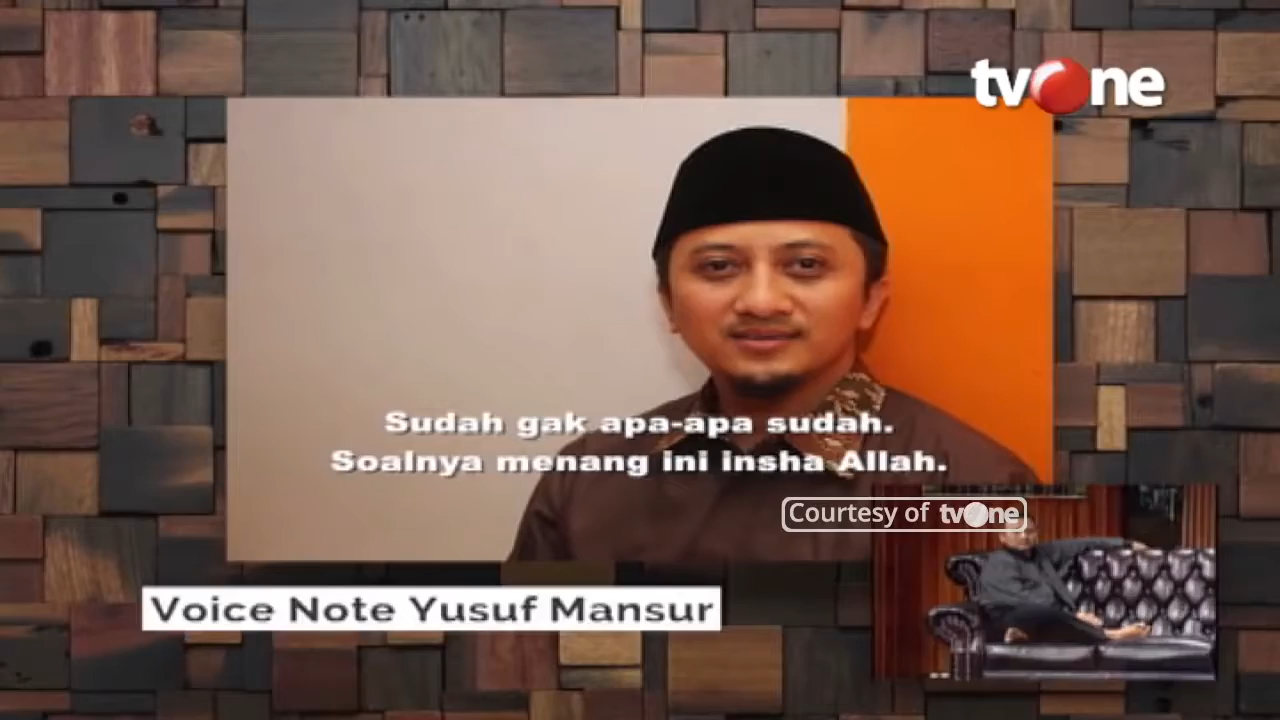 tvOne
Sudah gak apa-apa sudah.
Soalnya menang ini insha Allah.
Courtesy of tvOne
Voice Note Yusuf Mansur